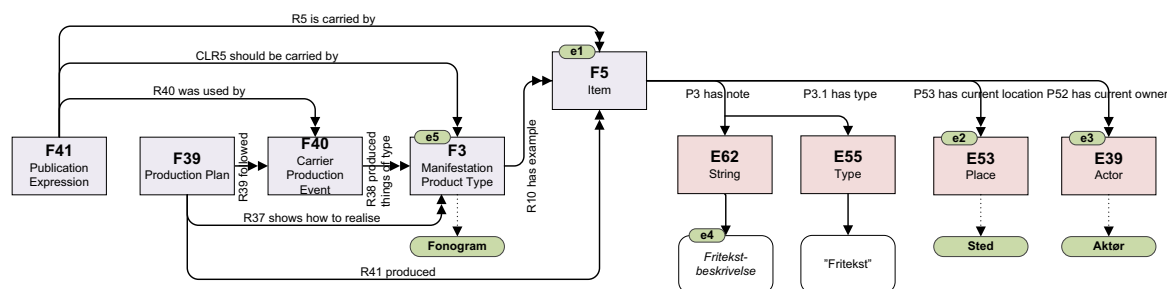 R5 is carried by
CLR5 should be carried by
R40 was used by
e1
F5
Item
P3 has note
P3.1 has type
P53 has current location
P52 has current owner
F41
Publication
Expression
F39
Production Plan
R39 followed
F40
Carrier
Production
Event
R38 produced
things of type
e5
F3
Manifestation
Product Type
R10 has example
E62
String
E55
Type
e2
E53
Place
e3
E39
Actor
R37 shows how to realise
R41 produced
Fonogram
e4
Fritekst-
beskrivelse
"Fritekst"
Sted
Aktør